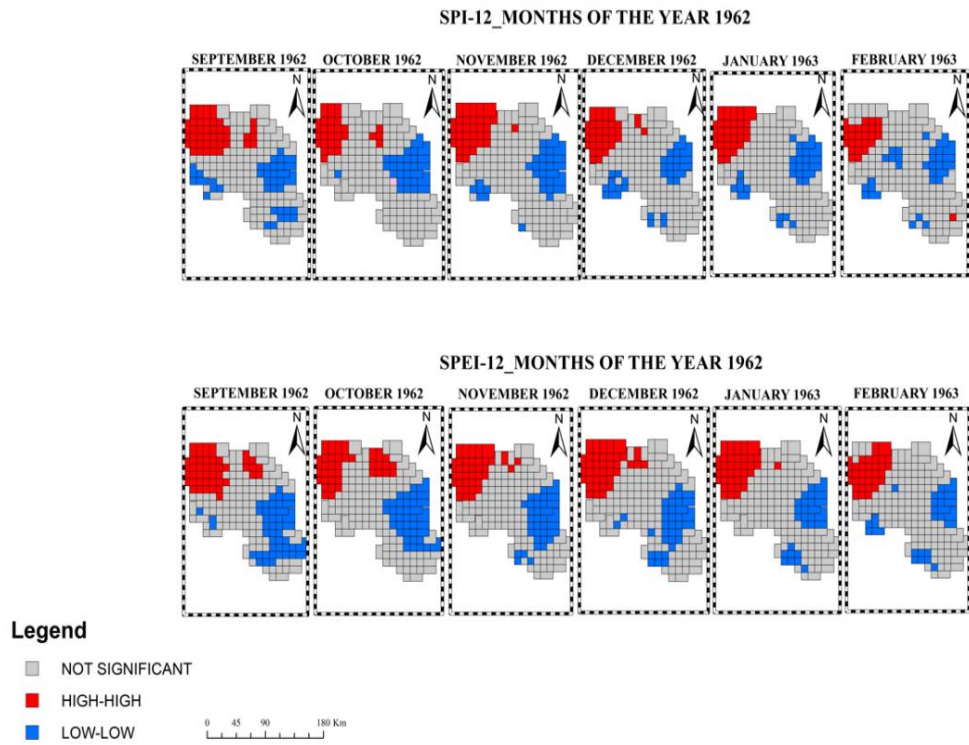 SPI-12_MONTHS OF THE YEAR 1962
SEPTEMBER 1962 OCTOBER 1962 NOVEMBER 1962 DECEMBER 1962 JANUARY 1963 FEBRUARY 1963
N N N N N N
SPEI-12_MONTHS OF THE YEAR 1962
SEPTEMBER 1962 OCTOBER 1962 NOVEMBER 1962 DECEMBER 1962 JANUARY 1963 FEBRUARY 1963
N N N N N N
Legend
NOT SIGNIFICANT
HIGH-HIGH
LOW-LOW
0 45 90 180 Km